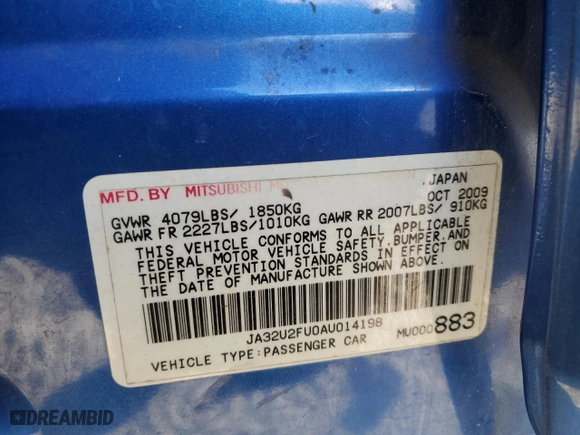 MFD. BY MITSUBISHI
JAPAN
OCT 2009
GVWR 4079LBS/ 1850KG
GAWR FR 2227LBS/1010KG GAWR RR 2007LBS/ 910KG
THIS VEHICLE CONFORMS TO ALL APPLICABLE
FEDERAL MOTOR VEHICLE SAFETY,BUMPER,AND
THEFT PREVENTION STANDARDS IN EFFECT ON
THE DATE OF MANUFACTURE SHOWN ABOVE.
JA32U2FU0AU014198
MU000883
VEHICLE TYPE:PASSENGER CAR
DREAMBID